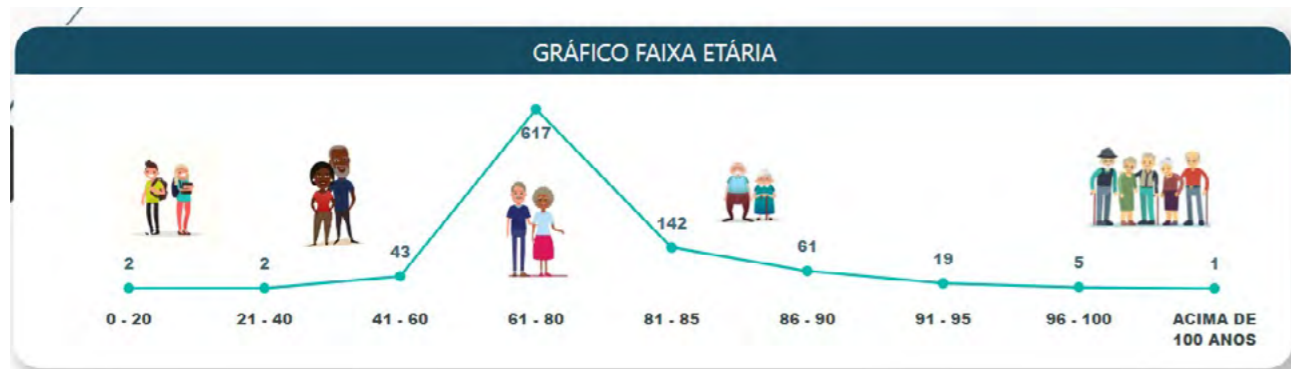 GRÁFICO FAIXA ETÁRIA
617
142
43
61
2
2
19
5
1
0 - 20
21 - 40
41 - 60
61 - 80
81 - 85
86 - 90
91 - 95
96 - 100
ACIMA DE
100 ANOS